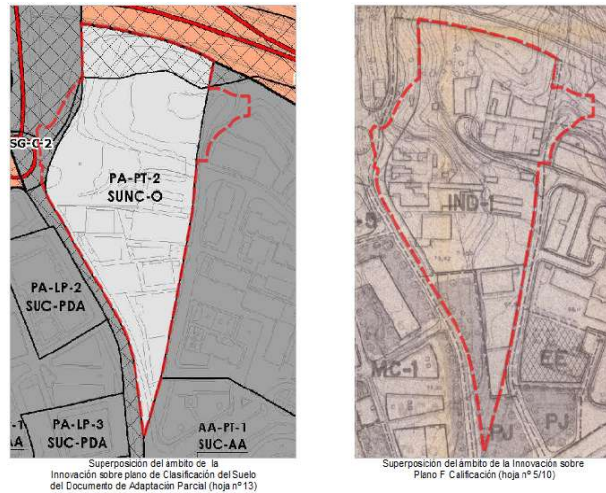 SG-C-2
PA-PT-2
SUNC-O
PA-LP-2
SUC-PDA
PA-LP-3
SUC-PDA
AA-PT-1
SUC-AA
AA
Superposición del ámbito de la
Innovación sobre plano de Clasificación del Suelo
del Documento de Adaptación Parcial (hoja nº 13)
IND-1
MC-1
EE
PJ
PJ
Superposición del ámbito de la Innovación sobre
Plano F Calificación (hoja nº 5/10)